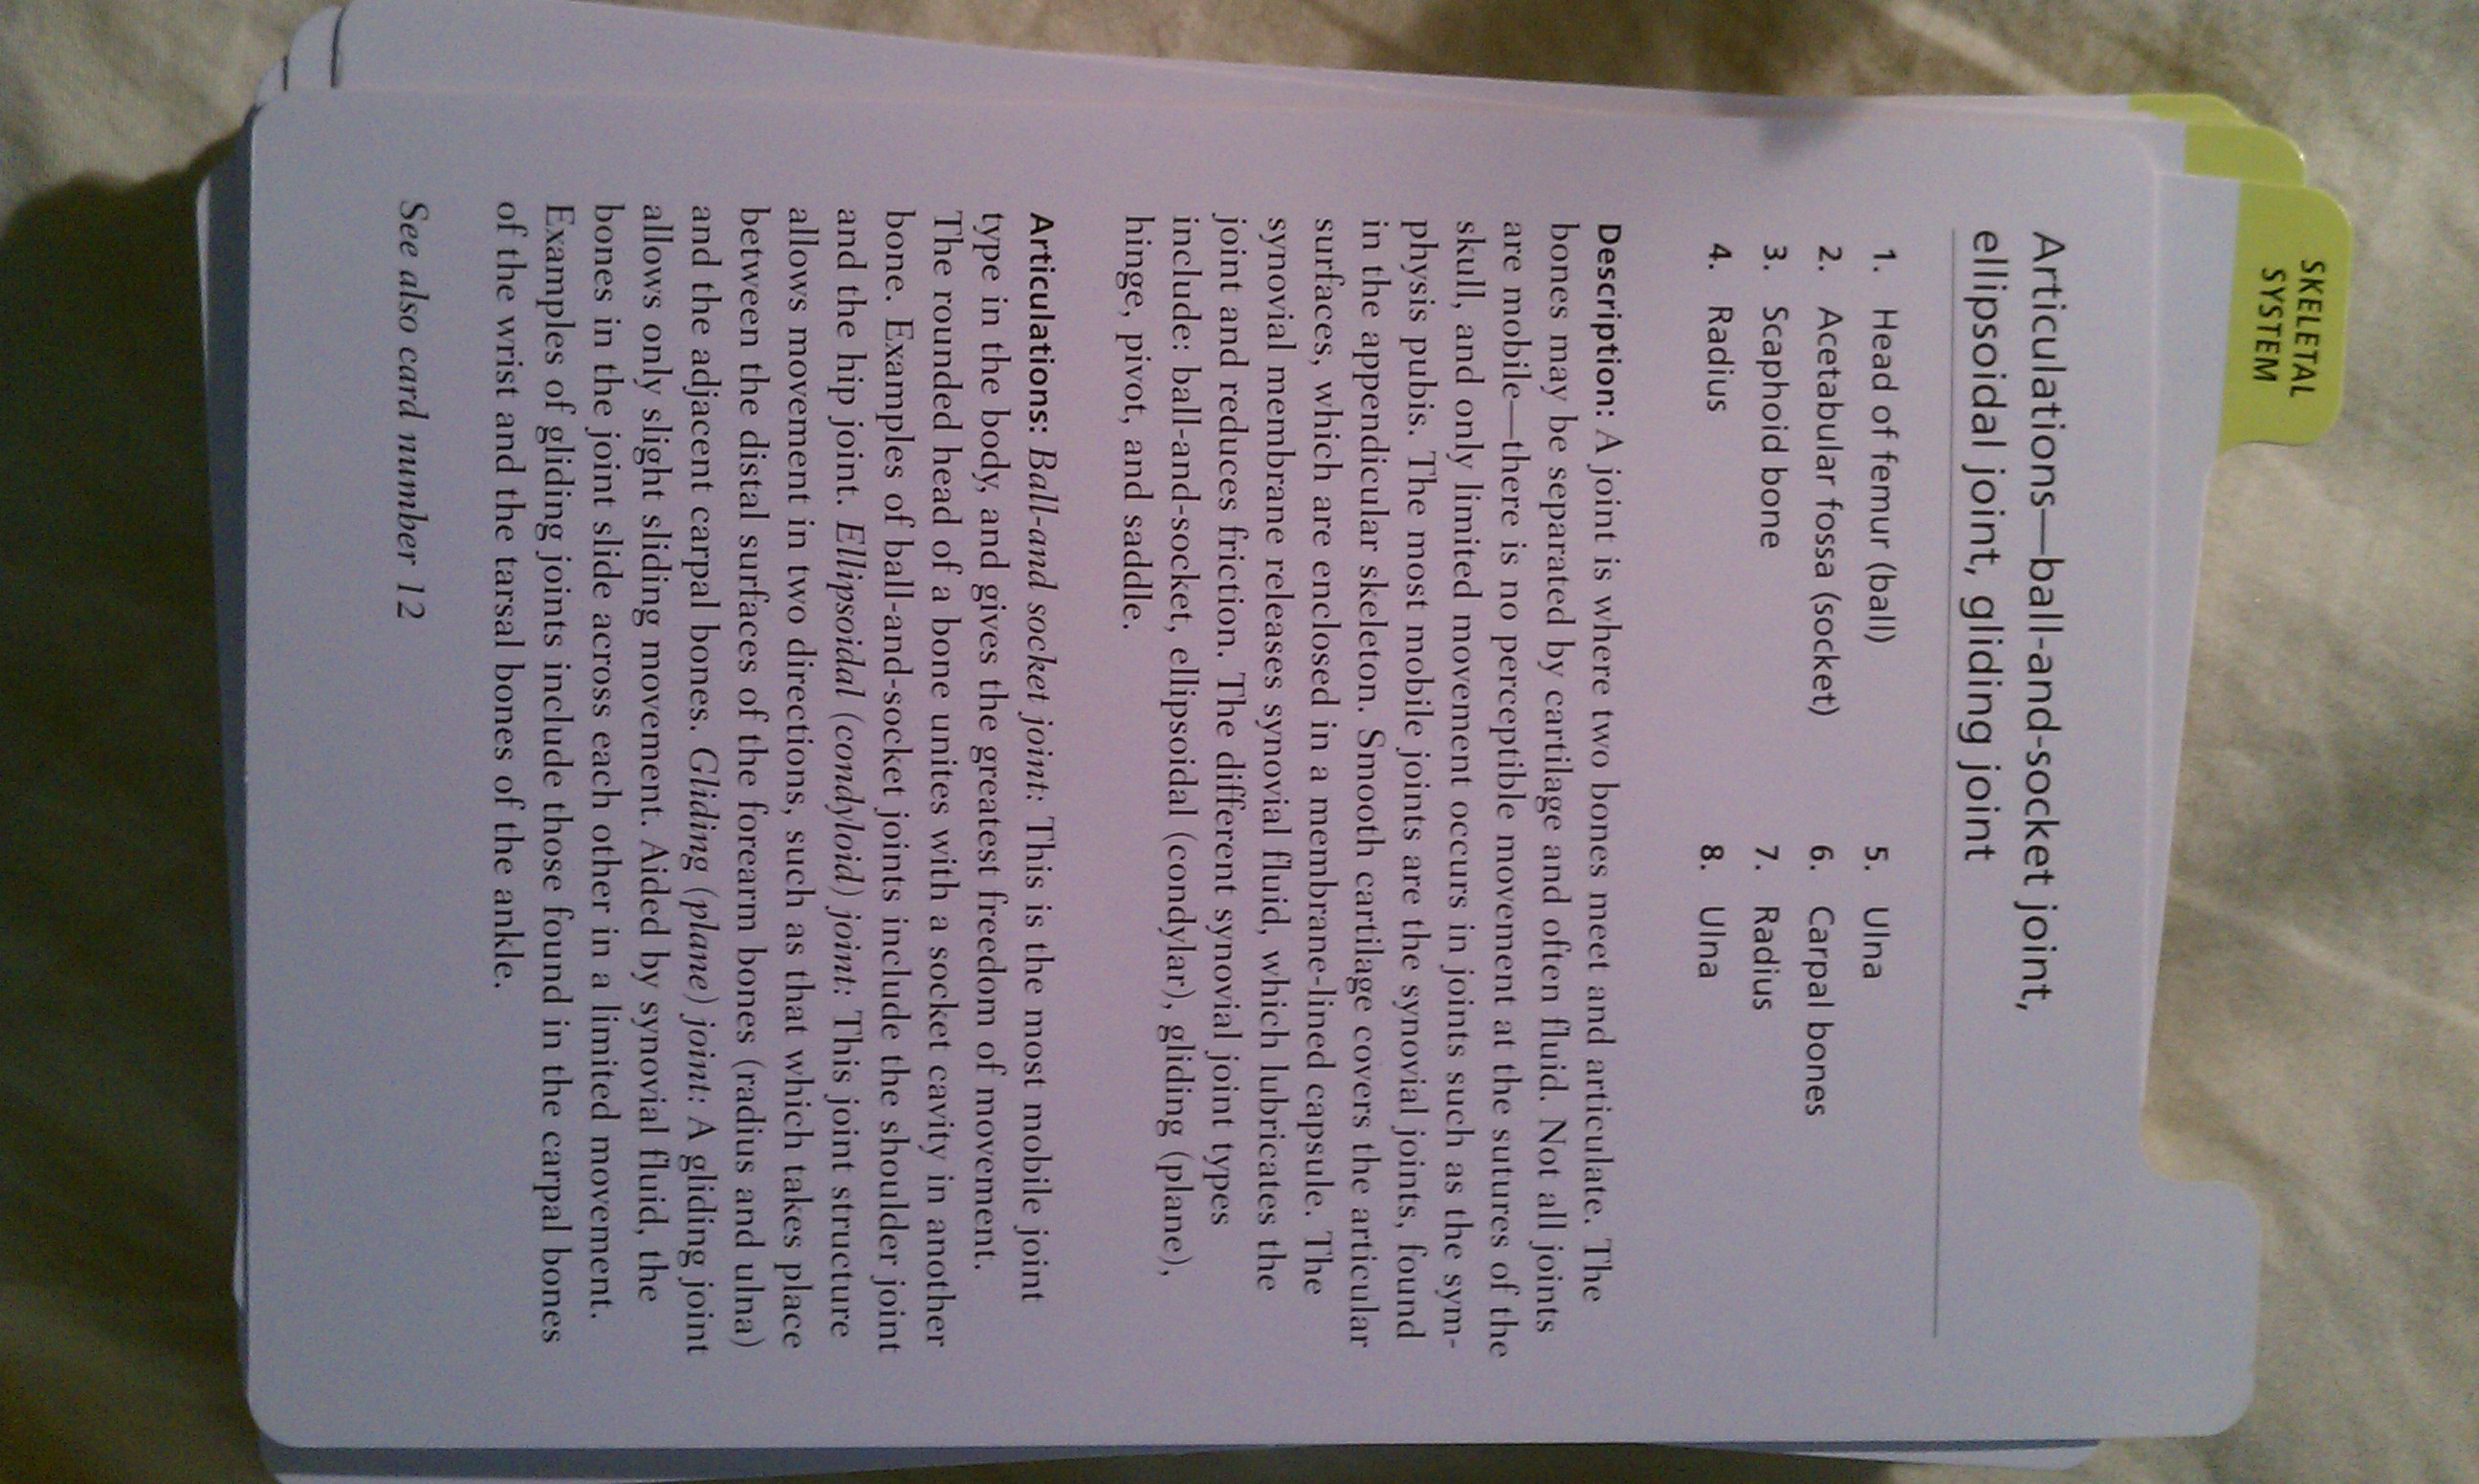 SKELETAL
SYSTEM
Articulations—ball-and-socket joint,
ellipsoidal joint, gliding joint
1. Head of femur (ball)
2. Acetabular fossa (socket)
3. Scaphoid bone
4. Radius
5. Ulna
6. Carpal bones
7. Radius
8. Ulna
Description: A joint is where two bones meet and articulate. The
bones may be separated by cartilage and often fluid. Not all joints
are mobile—there is no perceptible movement at the sutures of the
skull, and only limited movement occurs in joints such as the sym-
physis pubis. The most mobile joints are the synovial joints, found
in the appendicular skeleton. Smooth cartilage covers the articular
surfaces, which are enclosed in a membrane-lined capsule. The
synovial membrane releases synovial fluid, which lubricates the
joint and reduces friction. The different synovial joint types
include: ball-and-socket, ellipsoidal (condylar), gliding (plane),
hinge, pivot, and saddle.
Articulations: Ball-and socket joint: This is the most mobile joint
type in the body, and gives the greatest freedom of movement.
The rounded head of a bone unites with a socket cavity in another
bone. Examples of ball-and-socket joints include the shoulder joint
and the hip joint. Ellipsoidal (condyloid) joint: This joint structure
allows movement in two directions, such as that which takes place
between the distal surfaces of the forearm bones (radius and ulna)
and the adjacent carpal bones. Gliding (plane) joint: A gliding joint
allows only slight sliding movement. Aided by synovial fluid, the
bones in the joint slide across each other in a limited movement.
Examples of gliding joints include those found in the carpal bones
of the wrist and the tarsal bones of the ankle.
See also card number 12